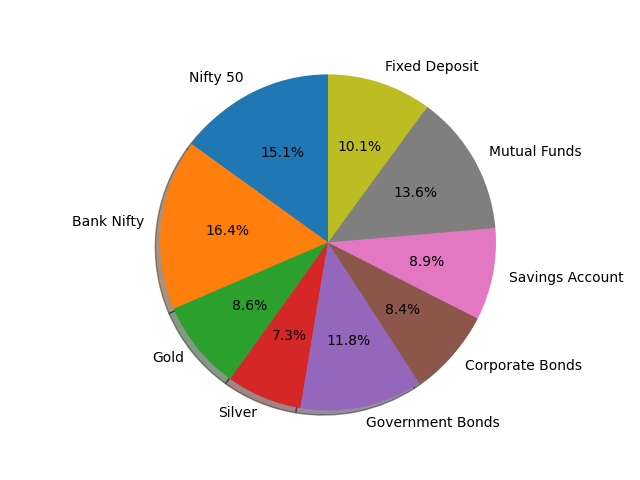 Fixed Deposit
Nifty 50
10.1%
15.1%
Mutual Funds
13.6%
Bank Nifty
16.4%
8.9%
Savings Account
8.6%
8.4%
7.3%
11.8%
Gold
Corporate Bonds
Silver
Government Bonds